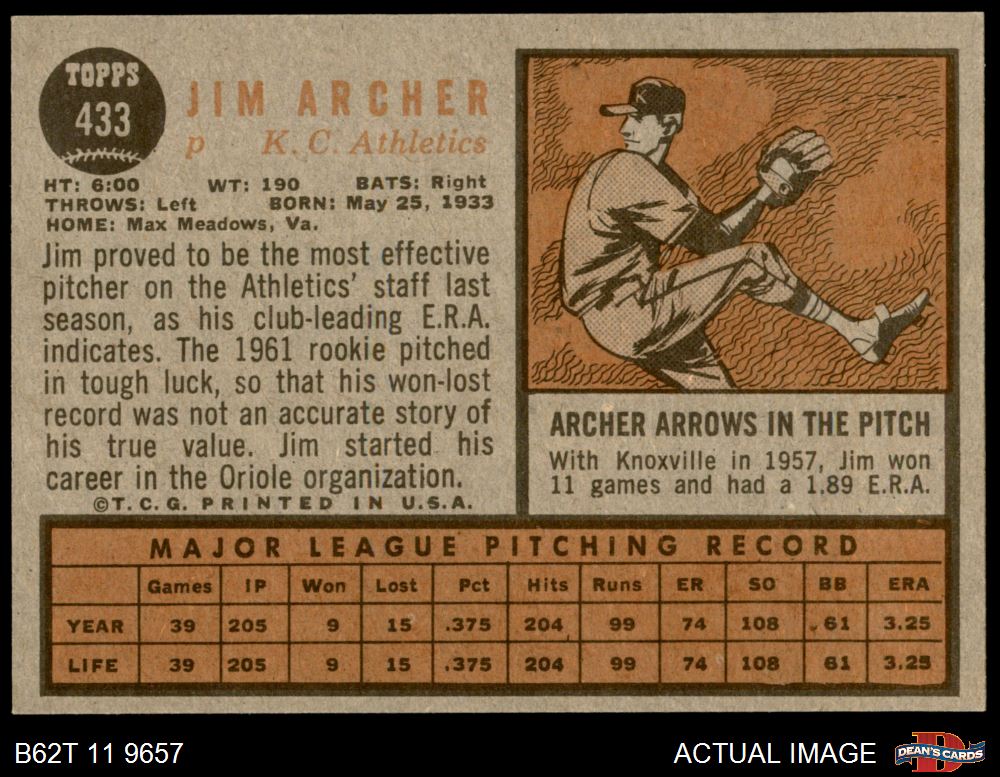 TOPPS
433
JIM ARCHER
p K. C. Athletics
HT: 6:00 WT: 190 BATS: Right
THROWS: Left BORN: May 25, 1933
HOME: Max Meadows, Va.
Jim proved to be the most effective
pitcher on the Athletics' staff last
season, as his club-leading E.R.A.
indicates. The 1961 rookie pitched
in tough luck, so that his won-lost
record was not an accurate story of
his true value. Jim started his
career in the Oriole organization.
©T.C.G. PRINTED IN U.S.A.
ARCHER ARROWS IN THE PITCH
With Knoxville in 1957, Jim won
11 games and had a 1.89 E.R.A.
MAJOR LEAGUE PITCHING RECORD
Games IP Won Lost Pct Hits Runs ER SO BB ERA
YEAR 39 205 9 15 .375 204 99 74 108 61 3.25
LIFE 39 205 9 15 .375 204 99 74 108 61 3.25
B62T 11 9657
ACTUAL IMAGE
D
DEAN'S CARDS